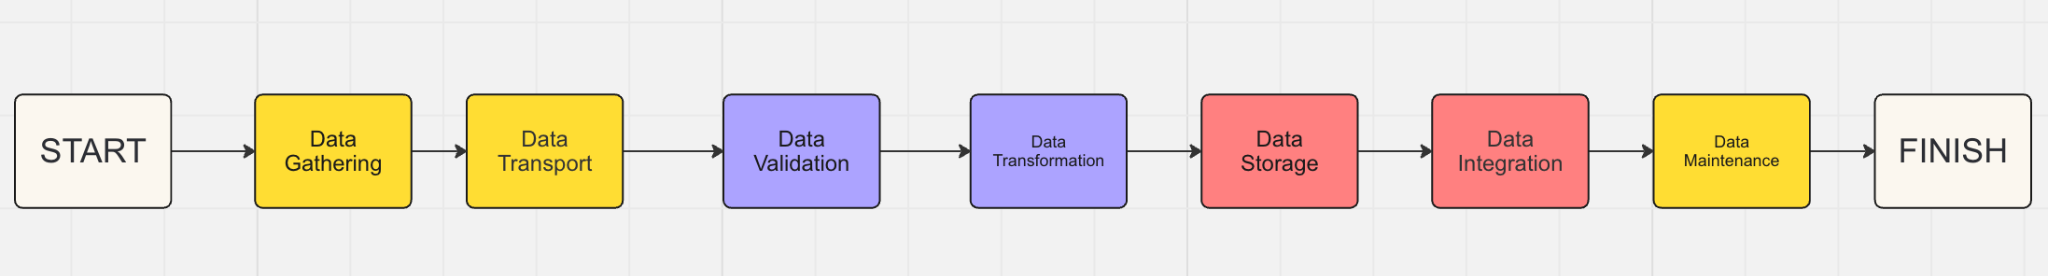 START
Data
Gathering
Data
Transport
Data
Validation
Data
Transformation
Data
Storage
Data
Integration
Data
Maintenance
FINISH